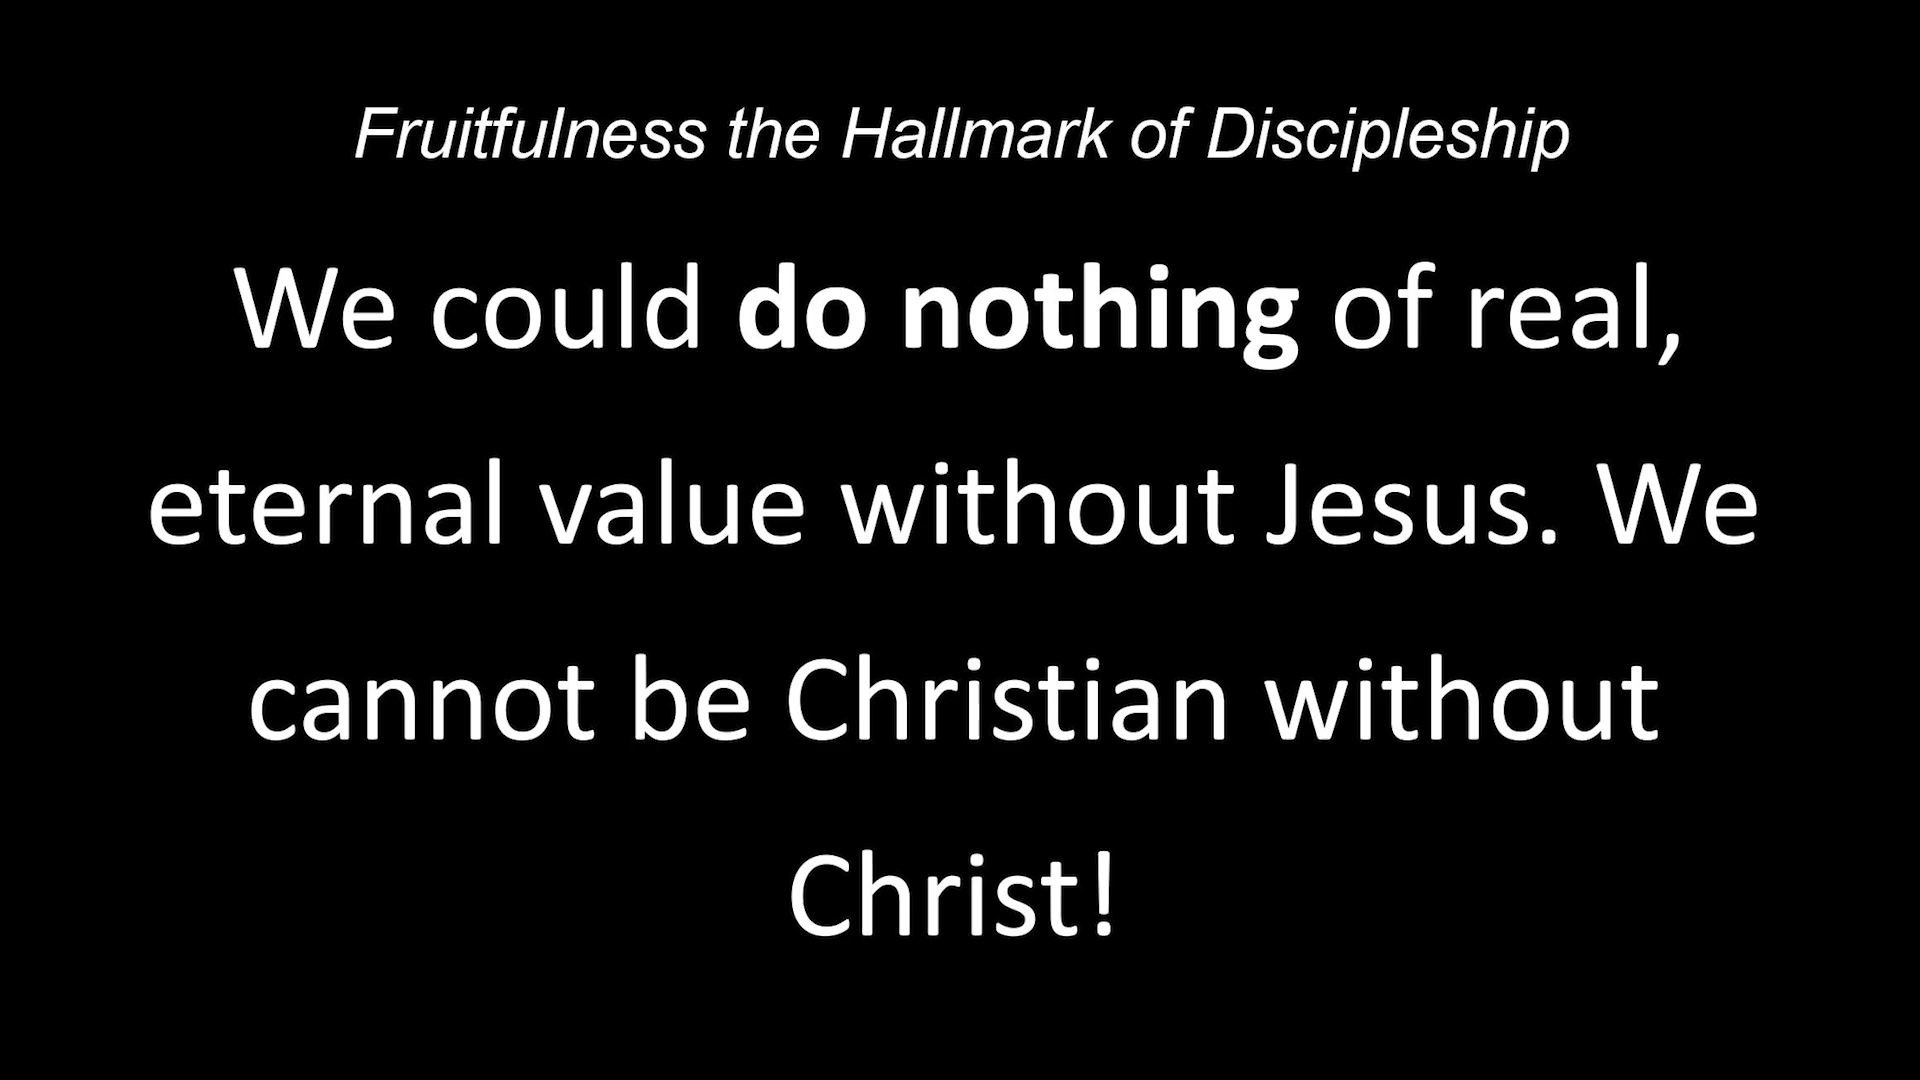 Fruitfulness the Hallmark of Discipleship
We could do nothing of real,
eternal value without Jesus. We
cannot be Christian without
Christ!